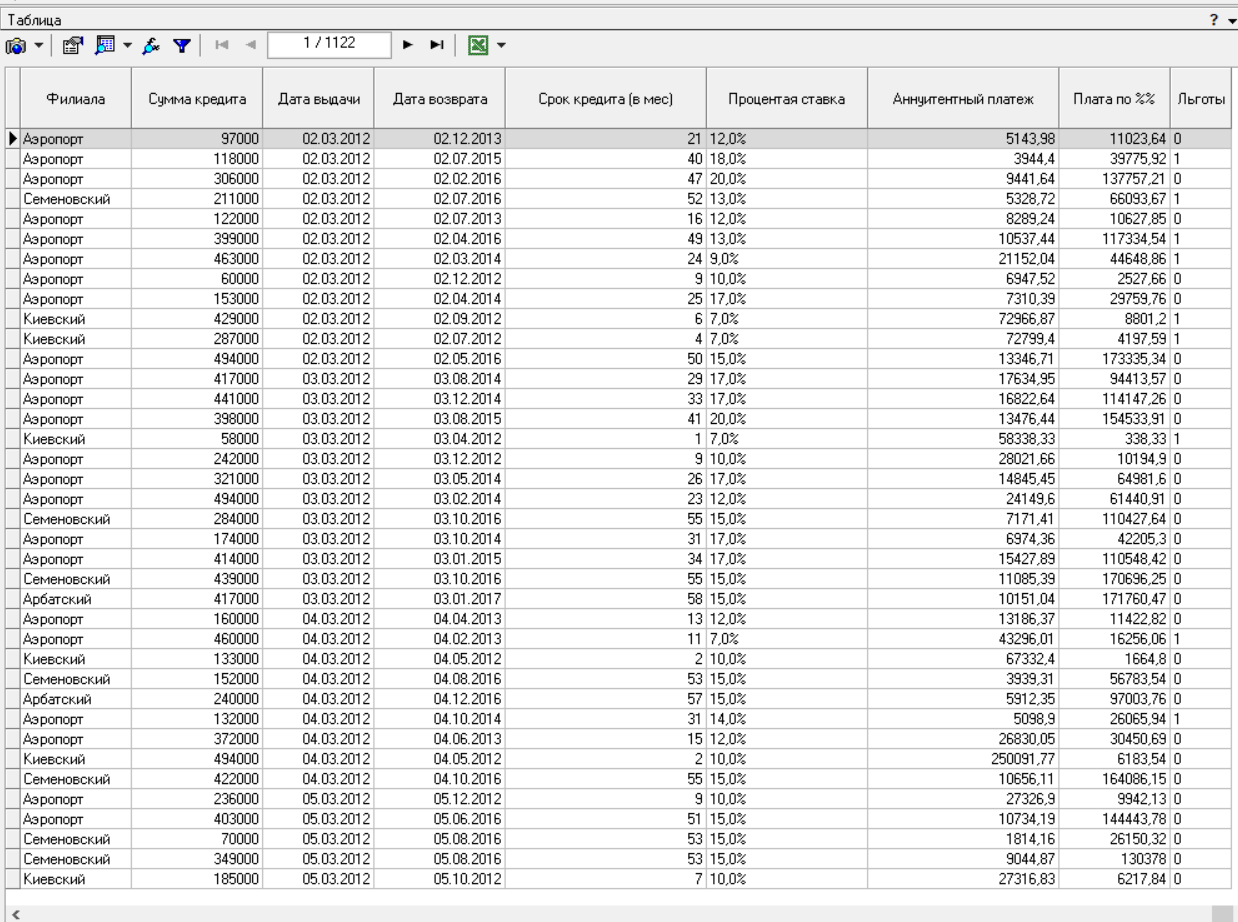 Таблица ?
1 / 1122
Филиала Сумма кредита Дата выдачи Дата возврата Срок кредита (в мес) Процентая ставка Аннуитентный платеж Плата по %% Льготы
Аэропорт 97000 02.03.2012 02.12.2013 21 12,0% 5143,98 11023,64 0
Аэропорт 118000 02.03.2012 02.07.2015 40 18,0% 3944,4 39775,92 1
Аэропорт 306000 02.03.2012 02.02.2016 47 20,0% 9441,64 137757,21 0
Семеновский 211000 02.03.2012 02.07.2016 52 13,0% 5328,72 66093,67 1
Аэропорт 122000 02.03.2012 02.07.2013 16 12,0% 8289,24 10627,85 0
Аэропорт 399000 02.03.2012 02.04.2016 49 13,0% 10537,44 117334,54 1
Аэропорт 463000 02.03.2012 02.03.2014 24 9,0% 21152,04 44648,86 1
Аэропорт 60000 02.03.2012 02.12.2012 9 10,0% 6947,52 2527,66 0
Аэропорт 153000 02.03.2012 02.04.2014 25 17,0% 7310,39 29759,76 0
Киевский 429000 02.03.2012 02.09.2012 6 7,0% 72966,87 8801,2 1
Киевский 287000 02.03.2012 02.07.2012 4 7,0% 72799,4 4197,59 1
Аэропорт 494000 02.03.2012 02.05.2016 50 15,0% 13346,71 173335,34 0
Аэропорт 417000 03.03.2012 03.08.2014 29 17,0% 17634,95 94413,57 0
Аэропорт 441000 03.03.2012 03.12.2014 33 17,0% 16822,64 114147,26 0
Аэропорт 398000 03.03.2012 03.08.2015 41 20,0% 13476,44 154533,91 0
Киевский 58000 03.03.2012 03.04.2012 1 7,0% 58338,33 338,33 1
Аэропорт 242000 03.03.2012 03.12.2012 9 10,0% 28021,66 10194,9 0
Аэропорт 321000 03.03.2012 03.05.2014 26 17,0% 14845,45 64981,6 0
Аэропорт 494000 03.03.2012 03.02.2014 23 12,0% 24149,6 61440,91 0
Семеновский 284000 03.03.2012 03.10.2016 55 15,0% 7171,41 110427,64 0
Аэропорт 174000 03.03.2012 03.10.2014 31 17,0% 6974,36 42205,3 0
Аэропорт 414000 03.03.2012 03.01.2015 34 17,0% 15427,89 110548,42 0
Семеновский 439000 03.03.2012 03.10.2016 55 15,0% 11085,39 170696,25 0
Арбатский 417000 03.03.2012 03.01.2017 58 15,0% 10151,04 171760,47 0
Аэропорт 160000 04.03.2012 04.04.2013 13 12,0% 13186,37 11422,82 0
Аэропорт 460000 04.03.2012 04.02.2013 11 7,0% 43296,01 16256,06 1
Киевский 133000 04.03.2012 04.05.2012 2 10,0% 67332,4 1664,8 0
Семеновский 152000 04.03.2012 04.08.2016 53 15,0% 3939,31 56783,54 0
Арбатский 240000 04.03.2012 04.12.2016 57 15,0% 5912,35 97003,76 0
Аэропорт 132000 04.03.2012 04.10.2014 31 14,0% 5098,9 26065,94 1
Аэропорт 372000 04.03.2012 04.06.2013 15 12,0% 26830,05 30450,69 0
Киевский 494000 04.03.2012 04.05.2012 2 10,0% 250091,77 6183,54 0
Семеновский 422000 04.03.2012 04.10.2016 55 15,0% 10656,11 164086,15 0
Аэропорт 236000 05.03.2012 05.12.2012 9 10,0% 27326,9 9942,13 0
Аэропорт 403000 05.03.2012 05.06.2016 51 15,0% 10734,19 144443,78 0
Семеновский 70000 05.03.2012 05.08.2016 53 15,0% 1814,16 26150,32 0
Семеновский 349000 05.03.2012 05.08.2016 53 15,0% 9044,87 130378 0
Киевский 185000 05.03.2012 05.10.2012 7 10,0% 27316,83 6217,84 0